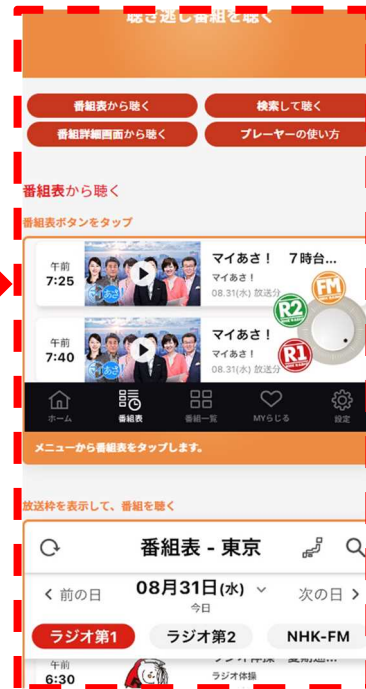 聴き逃し番組を聴く
番組表から聴く
検索して聴く
番組詳細画面から聴く
プレーヤーの使い方
番組表から聴く
番組表ボタンをタップ
午前
7:25
マイあさ!
マイあさ! 7時台...
マイあさ!
08.31(水) 放送分
FM
R2
R1
午前
7:40
マイあさ!
マイあさ!
マイあさ!
08.31(水) 放送分
ホーム
番組表
番組一覧
MYらじる
設定
メニューから番組表をタップします。
放送枠を表示して、番組を聴く
番組表 - 東京
前の日
08月31日(水)
今日
次の日
ラジオ第1
ラジオ第2
NHK-FM
午前
6:30
ラジオ体操